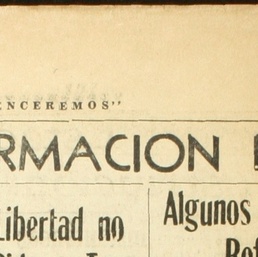 ENCEREMOS"
RMACION
Libertad no
Algunos